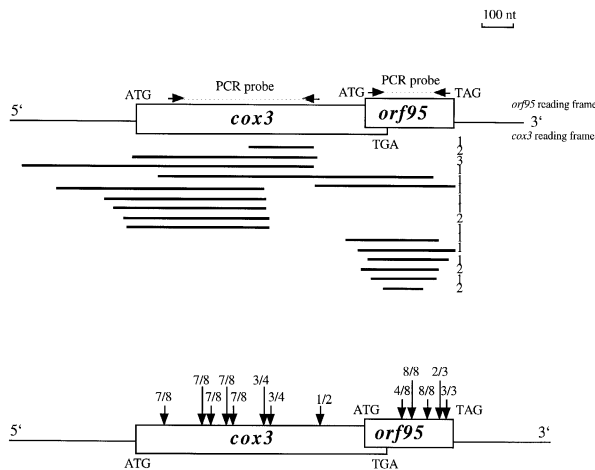 100 nt
PCR probe
PCR probe
ATG
ATG
TAG
5'
cox3
orf95
orf95 reading frame
3'
cox3 reading frame
TGA
1
2
3
1
1
1
1
2
1
1
1
2
1
2
8/8
2/3
7/8
7/8
3/4
7/8
7/8
7/8
3/4
1/2
4/8
8/8
3/3
ATG
TAG
5'
cox3
orf95
3'
ATG
TGA